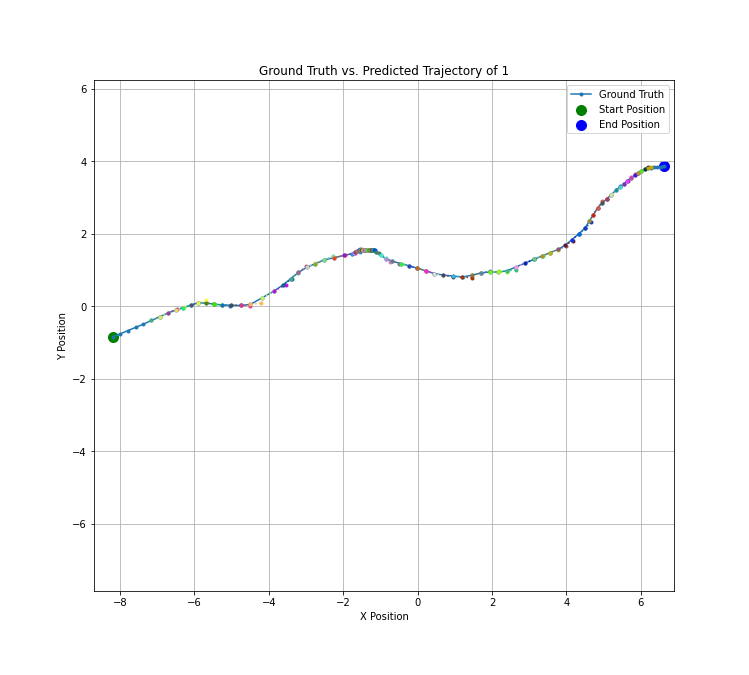 Ground Truth vs. Predicted Trajectory of 1
Ground Truth
Start Position
End Position
6
4
2
0
−2
−4
−6
Y Position
−8
−6
−4
−2
0
2
4
6
X Position